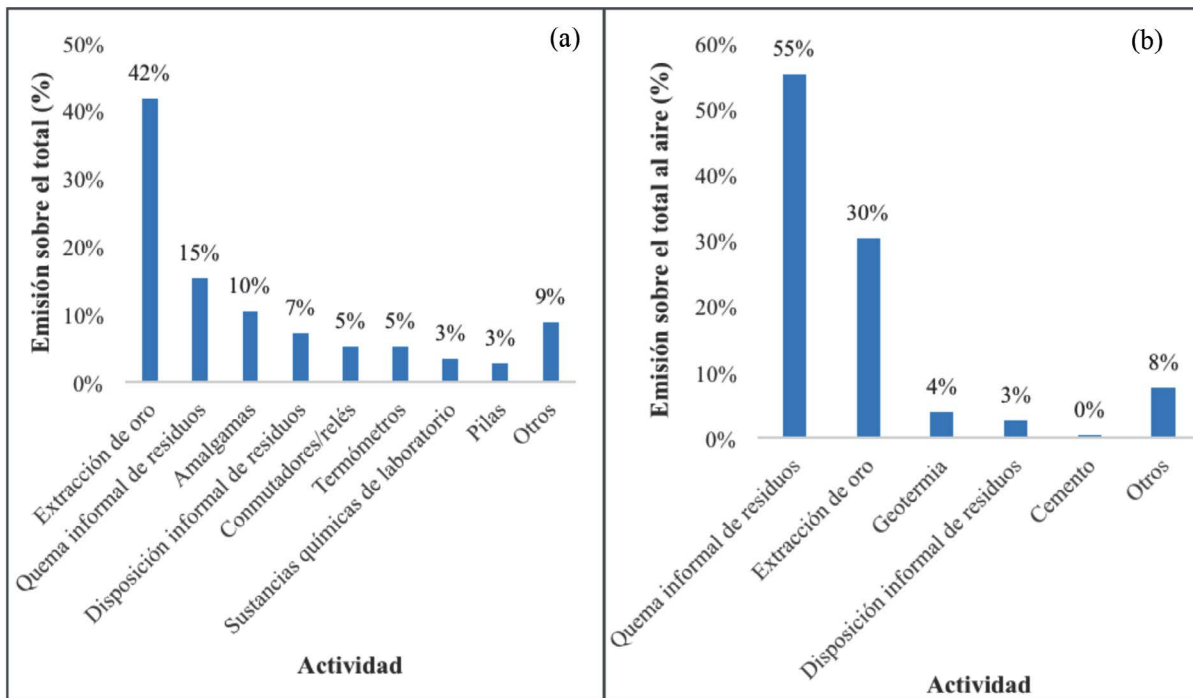 (a)
Emisión sobre el total (%)
50%
40%
30%
20%
10%
0%
42%
15%
10%
7%
5%
5%
3%
3%
9%
Extracción de oro
Quema informal de residuos
Amalgamas
Disposición informal de residuos
Conmutadores/relés
Termómetros
Sustancias químicas de laboratorio
Pilas
Otros
Actividad
(b)
Emisión sobre el total al aire (%)
60%
50%
40%
30%
20%
10%
0%
55%
30%
4%
3%
0%
8%
Quema informal de residuos
Extracción de oro
Geotermia
Disposición informal de residuos
Cemento
Otros
Actividad